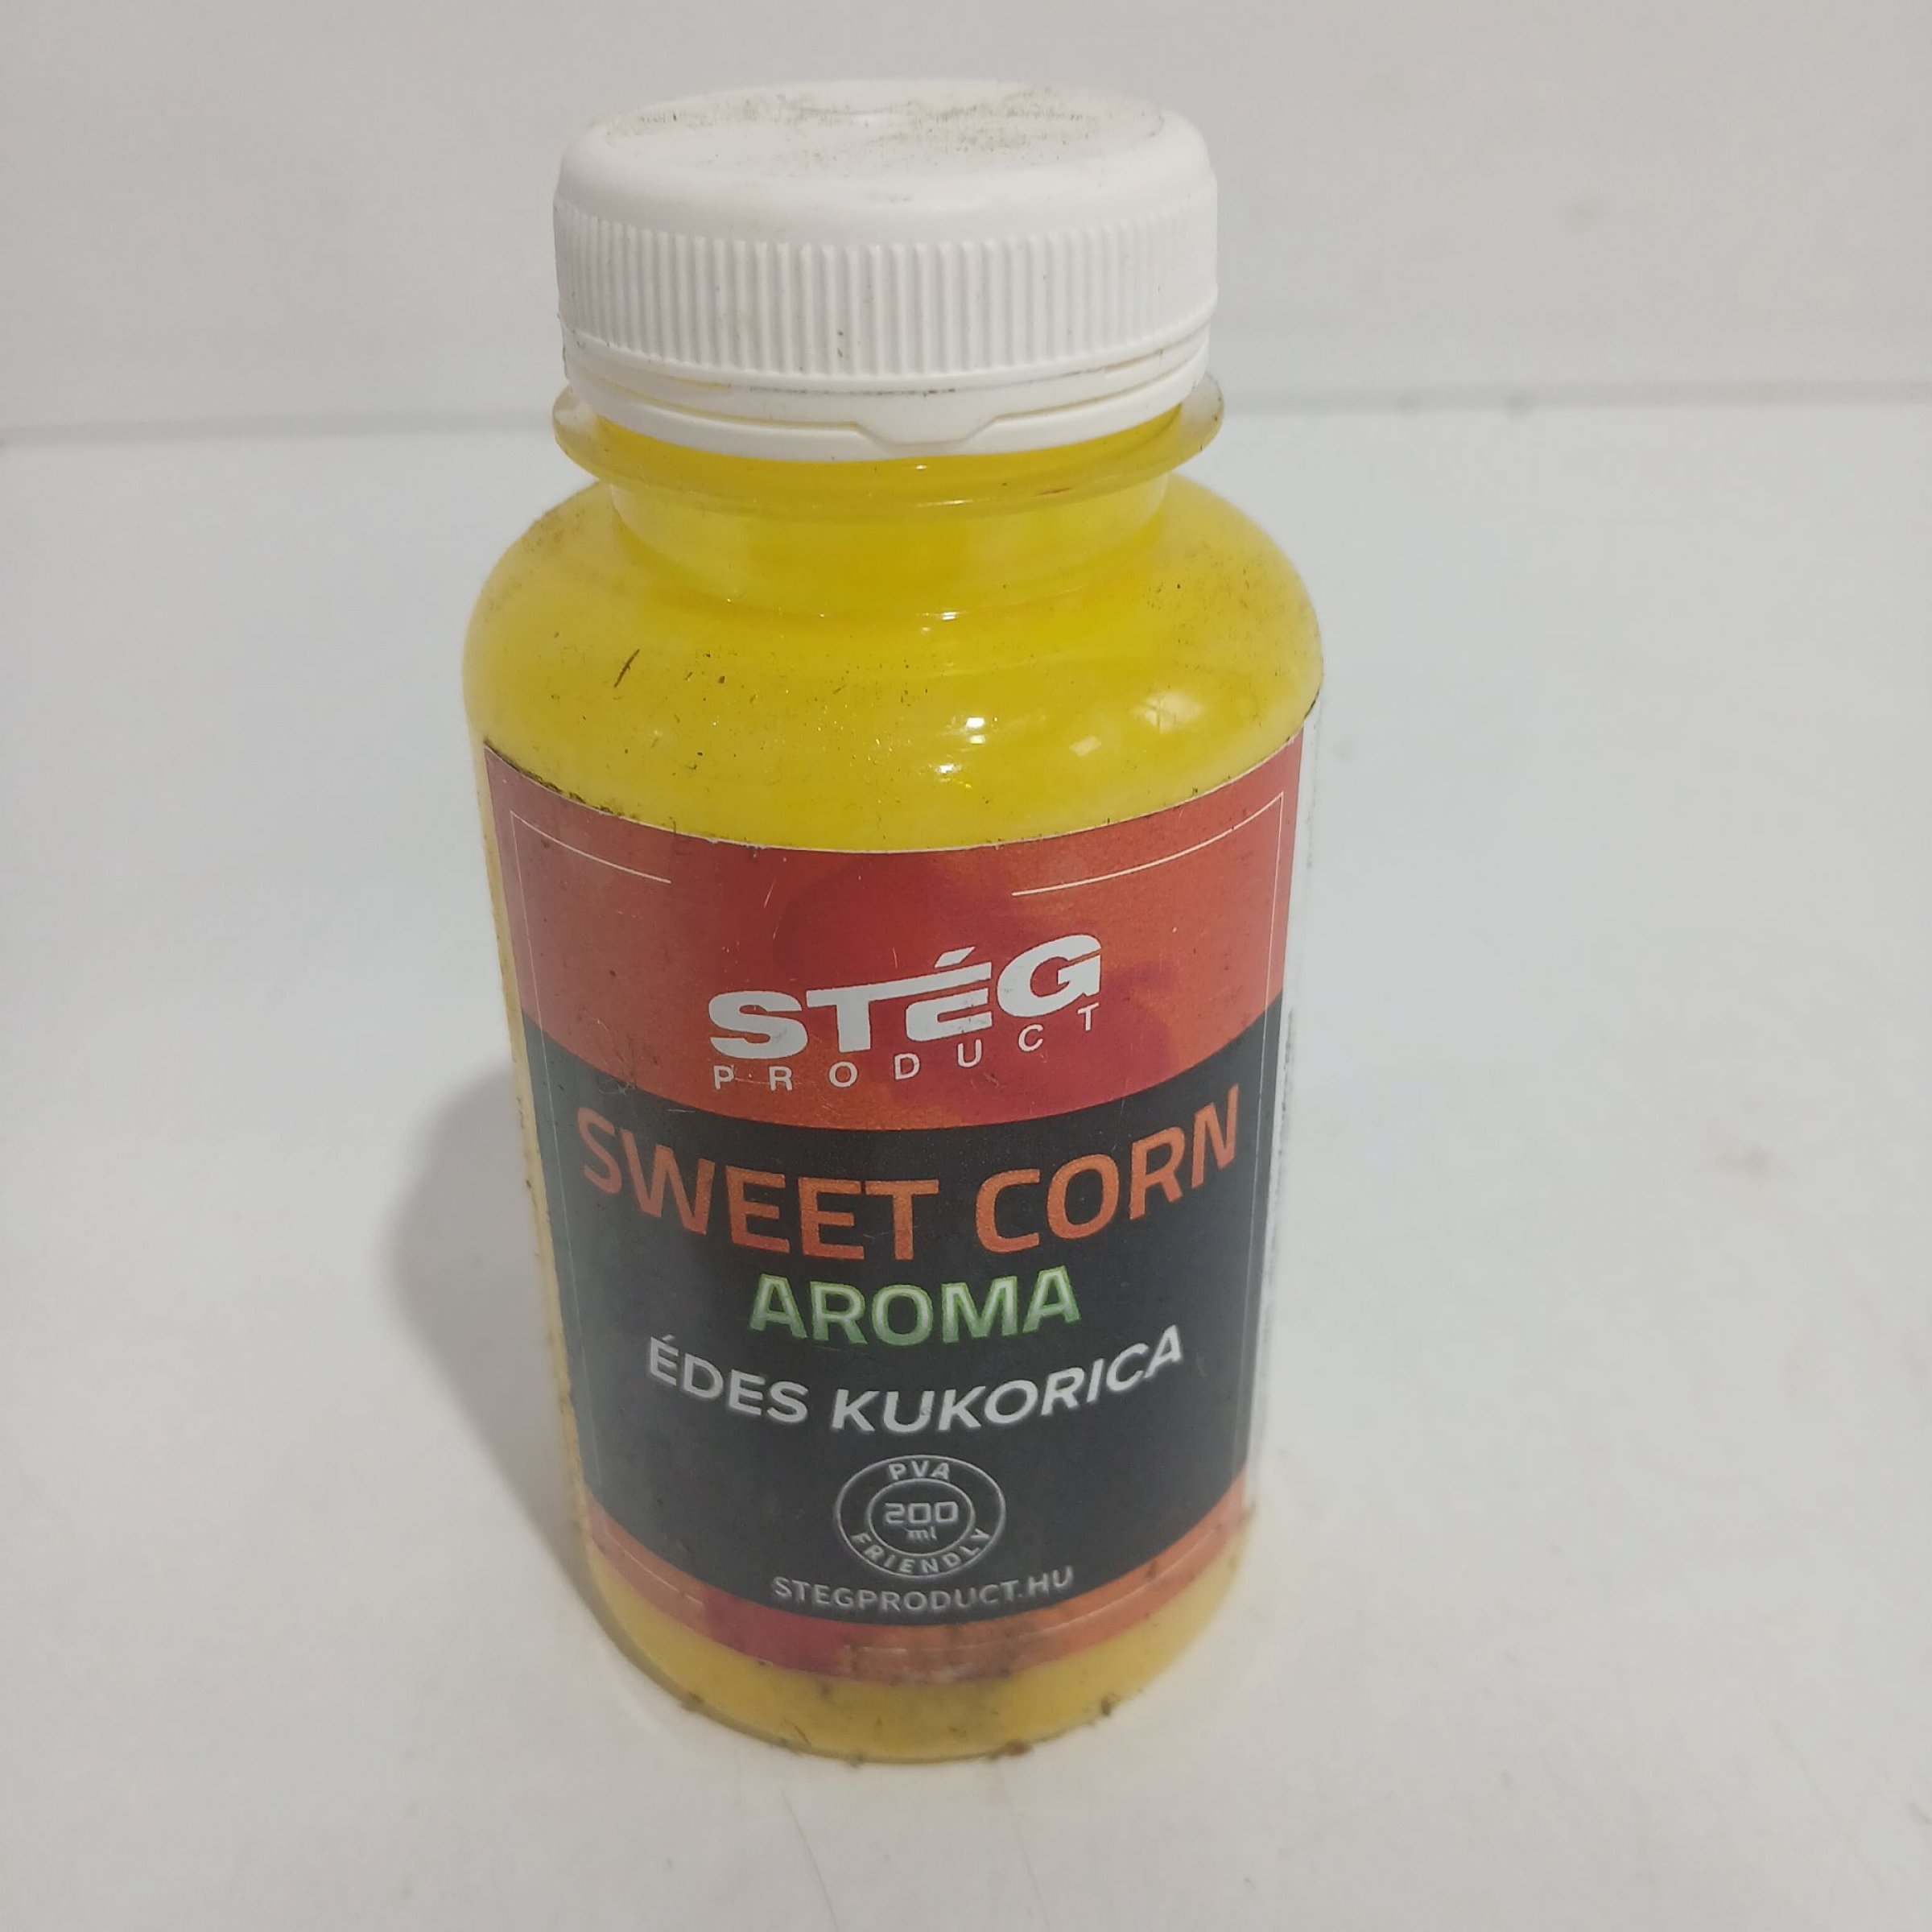 STÉG
PRODUCT
SWEET CORN
AROMA
ÉDES KUKORICA
PVA
200
ml
FRIENDLY
STEGPRODUCT.HU